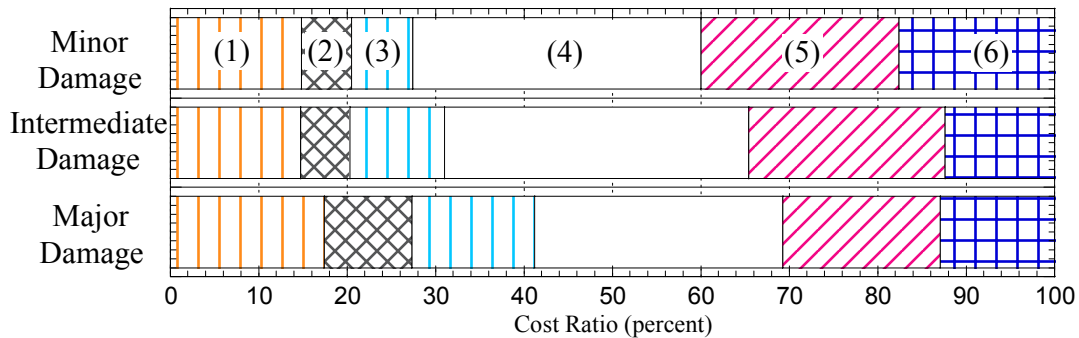 Minor
Damage
(1) (2) (3) (4) (5) (6)
Intermediate
Damage
Major
Damage
0 10 20 30 40 50 60 70 80 90 100
Cost Ratio (percent)